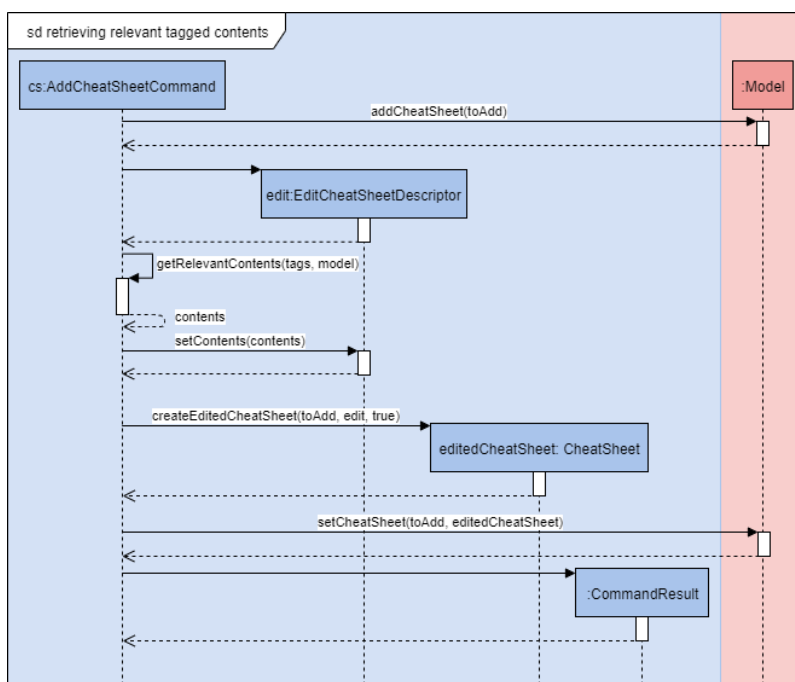 sd retrieving relevant tagged contents
cs:AddCheatSheetCommand
:Model
addCheatSheet(toAdd)
edit:EditCheatSheetDescriptor
getRelevantContents(tags, model)
contents
setContents(contents)
createEditedCheatSheet(toAdd, edit, true)
editedCheatSheet: CheatSheet
setCheatSheet(toAdd, editedCheatSheet)
:CommandResult